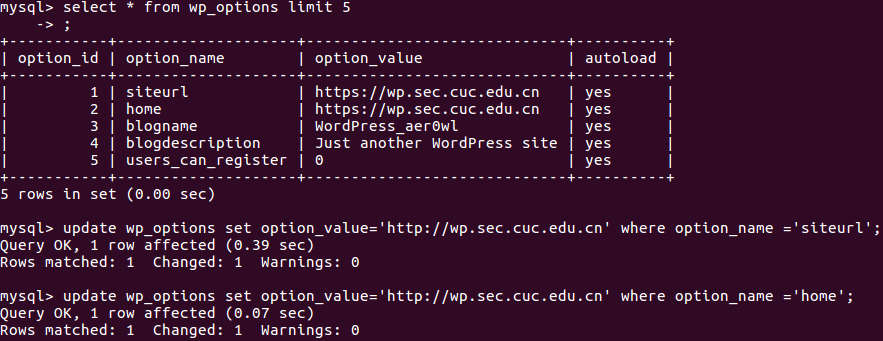 mysql> select * from wp_options limit 5
    -> ;
+-----------+--------------------+-----------------------------+----------+
| option_id | option_name        | option_value                | autoload |
+-----------+--------------------+-----------------------------+----------+
|         1 | siteurl            | https://wp.sec.cuc.edu.cn   | yes      |
|         2 | home               | https://wp.sec.cuc.edu.cn   | yes      |
|         3 | blogname           | WordPress_aer0wl            | yes      |
|         4 | blogdescription    | Just another WordPress site | yes      |
|         5 | users_can_register | 0                           | yes      |
+-----------+--------------------+-----------------------------+----------+
5 rows in set (0.00 sec)

mysql> update wp_options set option_value='http://wp.sec.cuc.edu.cn' where option_name ='siteurl';
Query OK, 1 row affected (0.39 sec)
Rows matched: 1  Changed: 1  Warnings: 0

mysql> update wp_options set option_value='http://wp.sec.cuc.edu.cn' where option_name ='home';
Query OK, 1 row affected (0.07 sec)
Rows matched: 1  Changed: 1  Warnings: 0